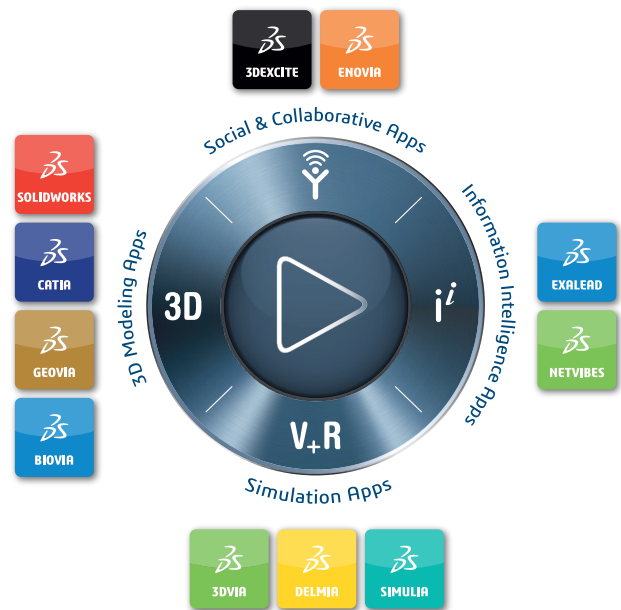 3DEXCITE
ENOVIA
Social & Collaborative Apps
SOLIDWORKS
CATIA
GEOVIA
BIOVIA
3D Modeling Apps
3D
i i
Information Intelligence Apps
EXALEAD
NETVIBES
V+R
Simulation Apps
3DVIA
DELMIA
SIMULIA